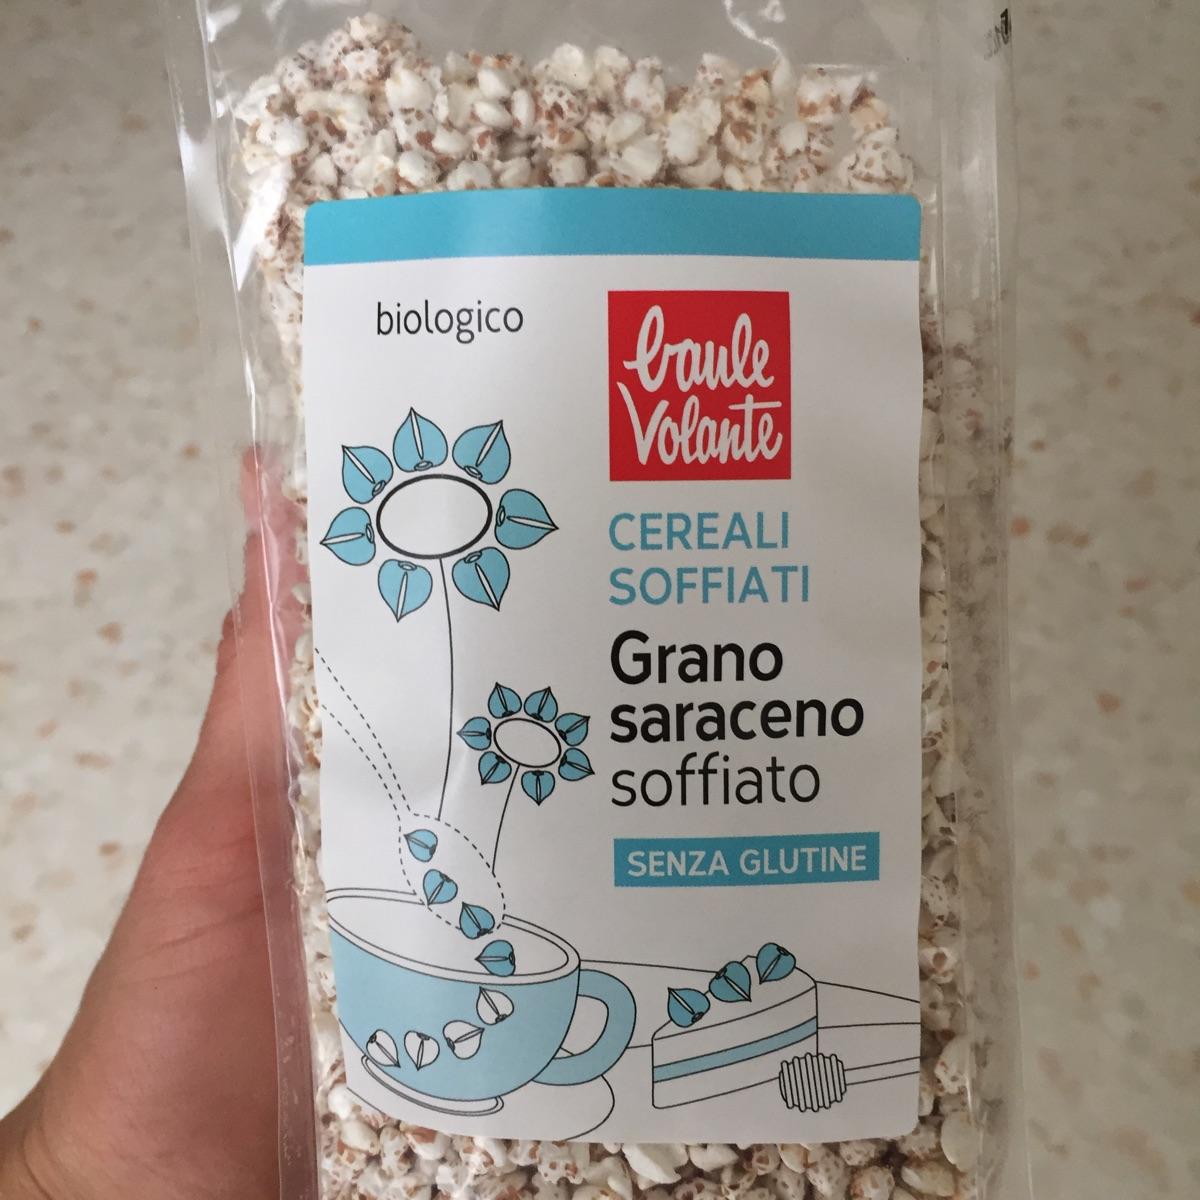 biologico
baule
Volante
CEREALI
SOFFIATI
Grano
saraceno
soffiato
SENZA GLUTINE